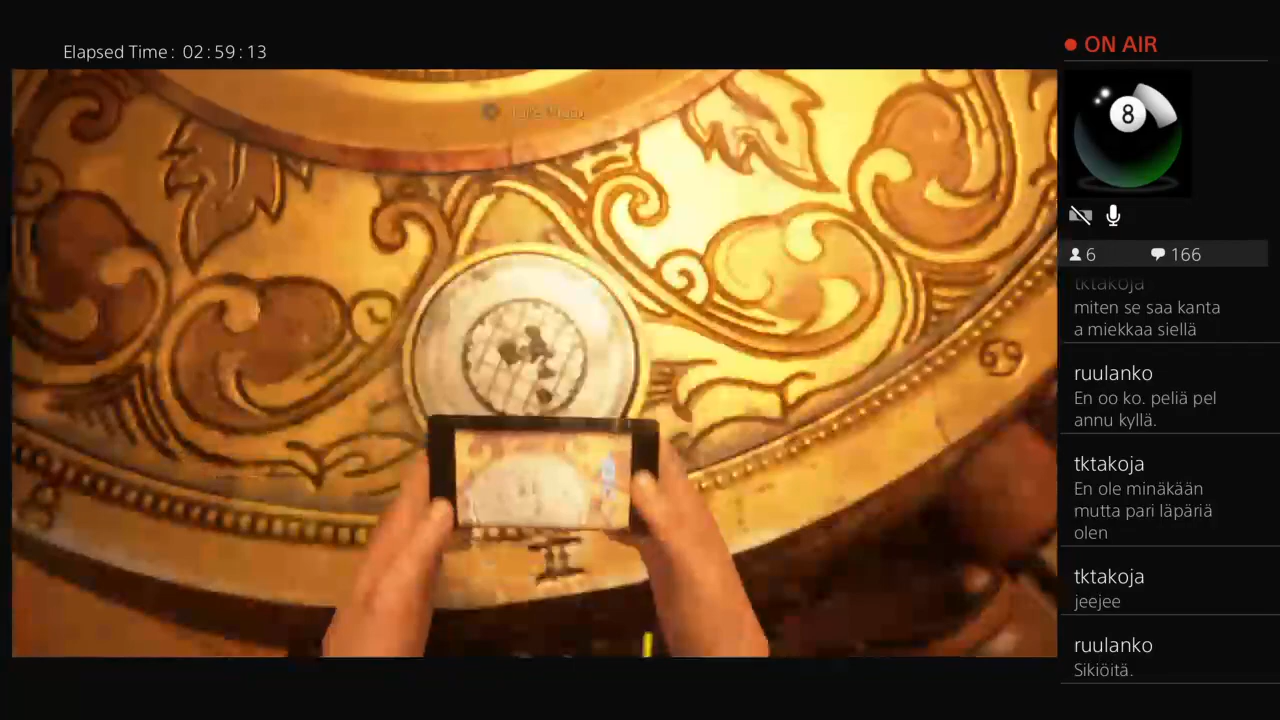 Elapsed Time: 02:59:13
ON AIR
8
6
166
tktakoja
miten se saa kanta
a miekkaa siellä
ruulanko
En oo ko. peliä pel
annu kyllä.
tktakoja
En ole minäkään
mutta pari läpäriä
olen
tktakoja
jeejee
ruulanko
Sikiöitä.